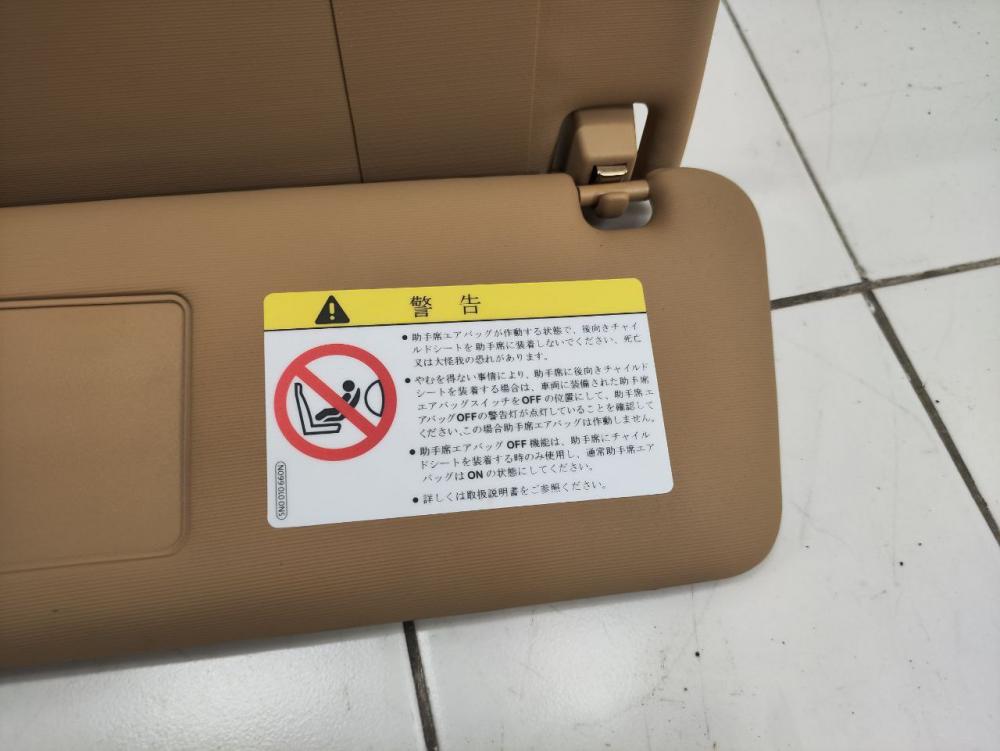 警 告
● 助手席エアバッグが作動する状態で、後向きチャイ
ルドシートを助手席に装着しないでください、死亡
又は大怪我の恐れがあります。
● やむを得ない事情により、助手席に後向きチャイルド
シートを装着する場合は、車両に装備された助手席
エアバッグスイッチをOFF の位置にして、助手席エ
アバッグOFFの警告灯が点灯していることを確認して
ください、この場合助手席エアバッグは作動しません。
● 助手席エアバッグ OFF 機能は、助手席にチャイル
ドシートを装着する時のみ使用し、通常助手席エア
バッグは ON の状態にしてください。
● 詳しくは取扱説明書をご参照ください。
5N0 010 660N